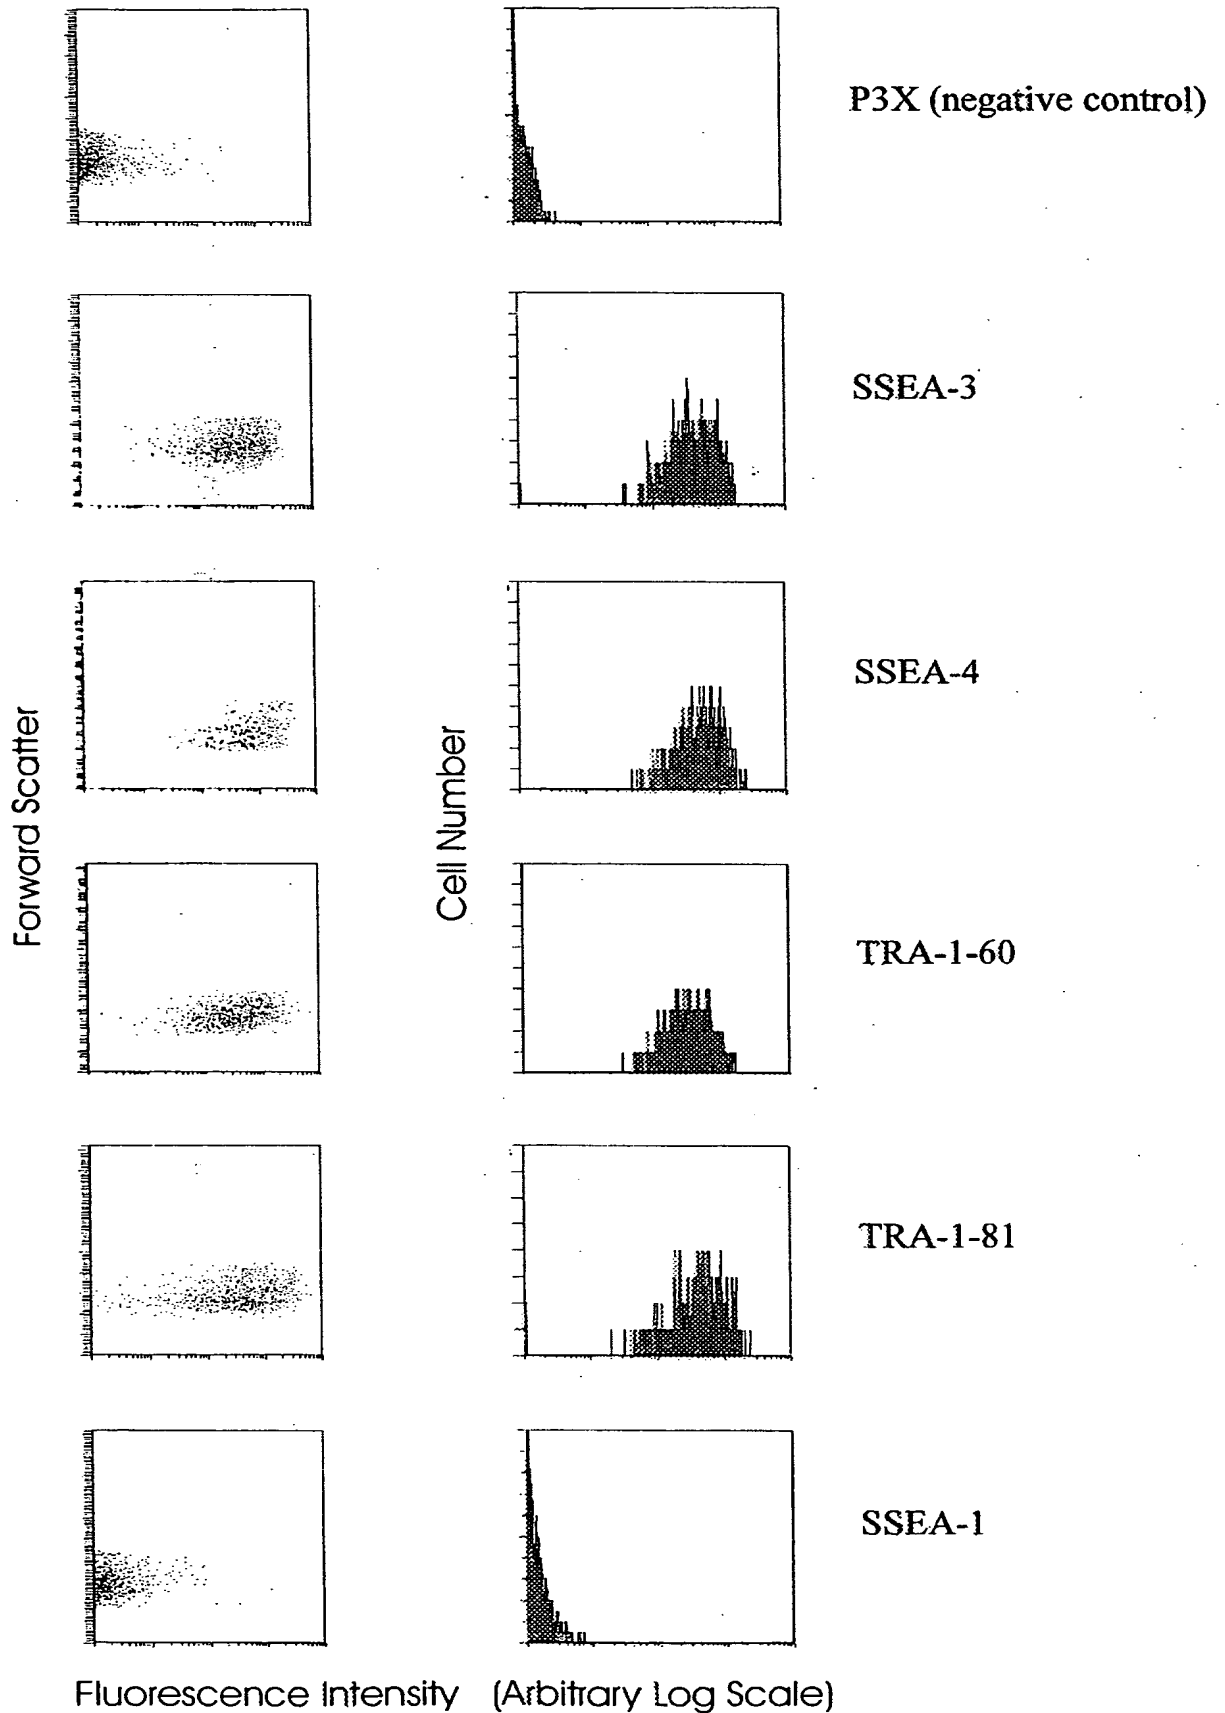 P3X (negative control)
SSEA-3
SSEA-4
Forward Scatter
Cell Number
TRA-1-60
TRA-1-81
SSEA-1
Fluorescence Intensity (Arbitrary Log Scale)